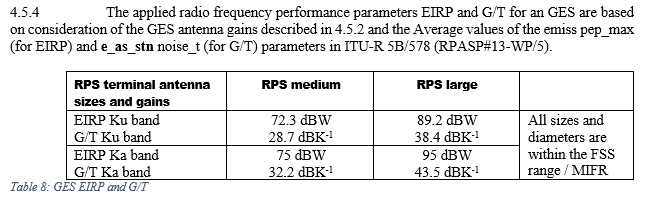 4.5.4 The applied radio frequency performance parameters EIRP and G/T for an GES are based
on consideration of the GES antenna gains described in 4.5.2 and the Average values of the emiss pep_max
(for EIRP) and e_as_stn noise_t (for G/T) parameters in ITU-R 5B/578 (RPASP#13-WP/5).
RPS terminal antenna RPS medium RPS large
sizes and gains
EIRP Ku band 72.3 dBW 89.2 dBW All sizes and
G/T Ku band 28.7 dBK-1 38.4 dBK-1 diameters are
EIRP Ka band 75 dBW 95 dBW within the FSS
G/T Ka band 32.2 dBK-1 43.5 dBK-1 range / MIFR
Table 8: GES EIRP and G/T